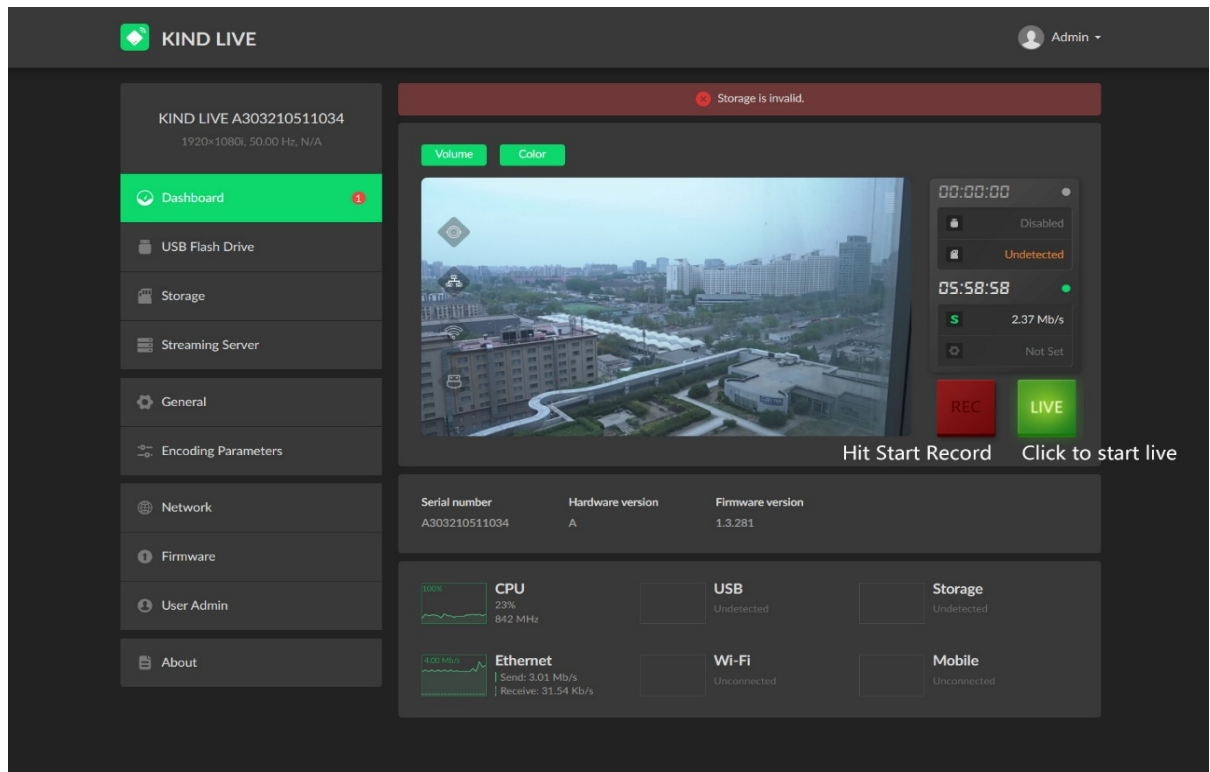 KIND LIVE
Admin
KIND LIVE A303210511034
1920×1080i, 50.00 Hz, N/A
Dashboard
1
USB Flash Drive
Storage
Streaming Server
General
Encoding Parameters
Network
Firmware
User Admin
About
Storage is invalid.
Volume
Color
00:00:00
Disabled
Undetected
05:58:58
S
2.37 Mb/s
Not Set
REC
LIVE
Hit Start Record
Click to start live
Serial number
A303210511034
Hardware version
A
Firmware version
1.3.281
100%
CPU
23%
842 MHz
USB
Undetected
Storage
Undetected
4.00 Mb/s
Ethernet
Send: 3.01 Mb/s
Receive: 31.54 Kb/s
Wi-Fi
Unconnected
Mobile
Unconnected